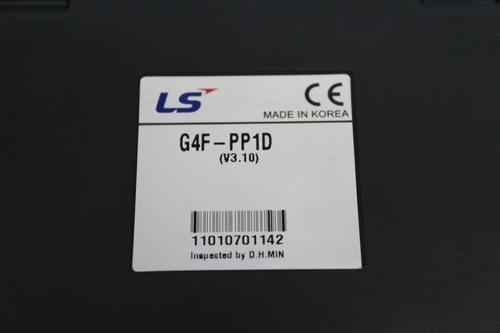 LS
CE
MADE IN KOREA
G4F-PP1D
(V3.10)
11010701142
Inspected by D.H.MIN